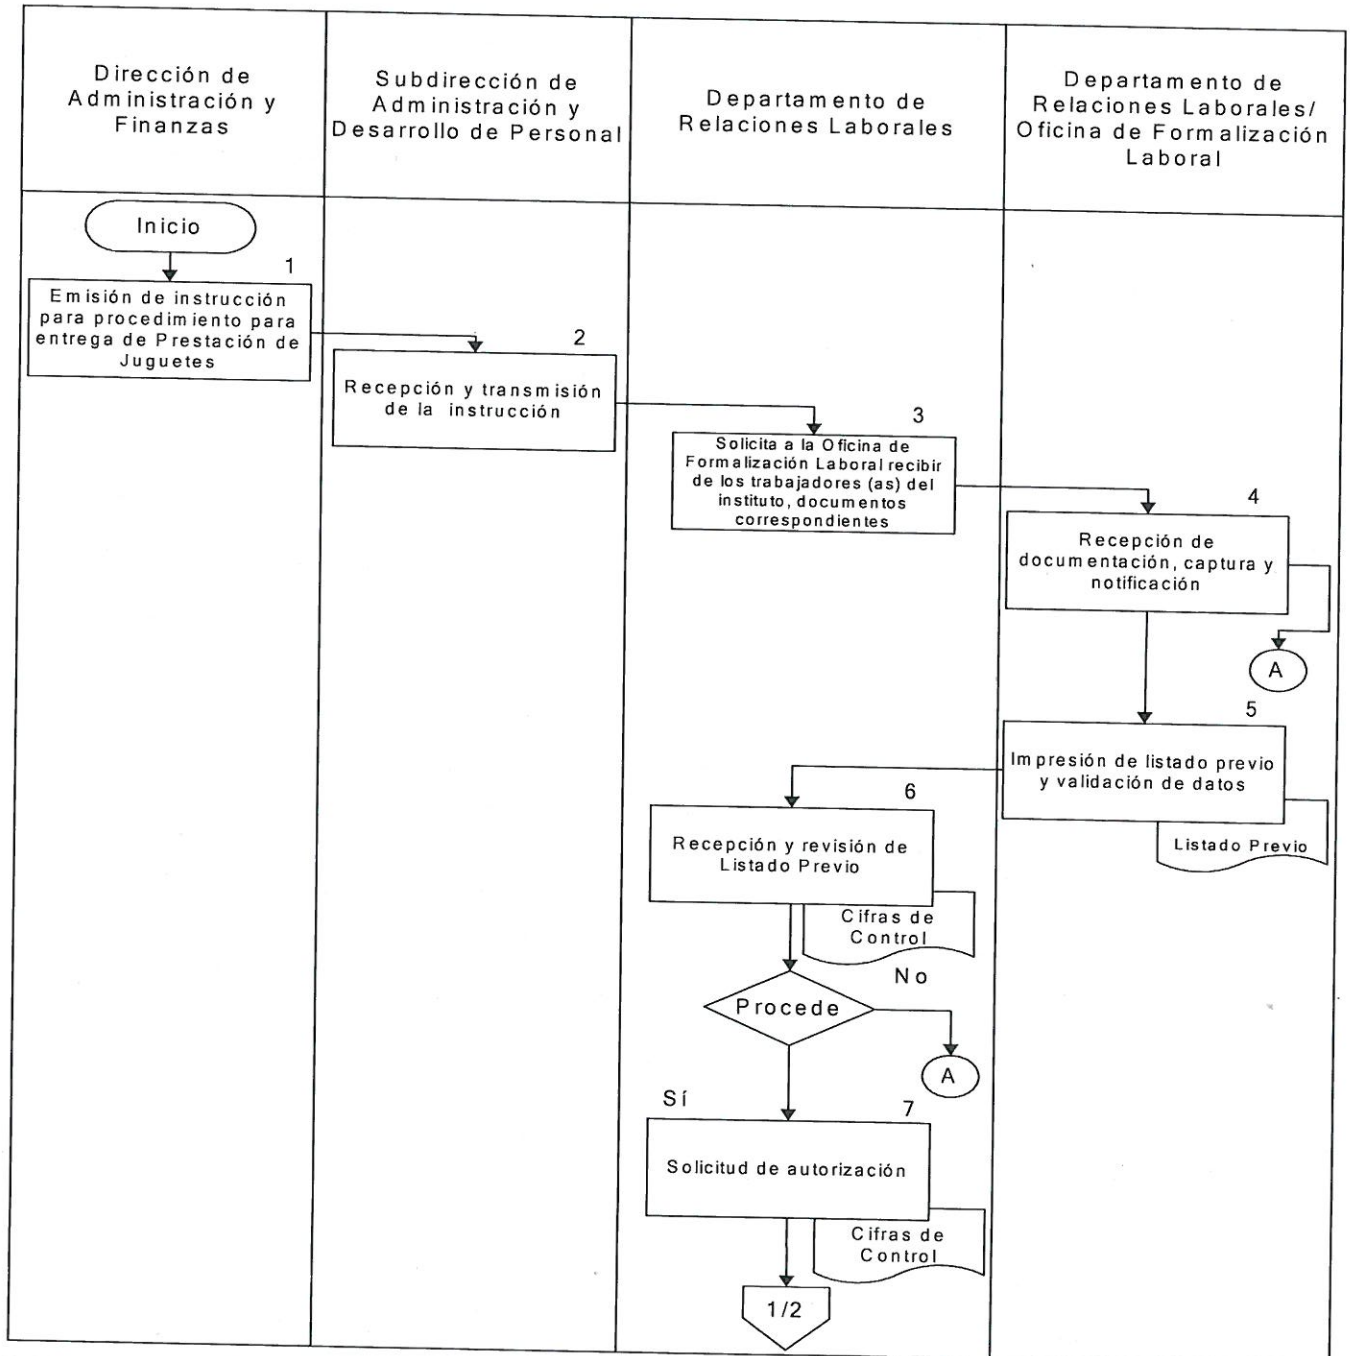 Dirección de
Administración y
Finanzas
Subdirección de
Administración y
Desarrollo de Personal
Departamento de
Relaciones Laborales
Departamento de
Relaciones Laborales/
Oficina de Formalización
Laboral
Inicio
1
Emisión de instrucción
para procedimiento para
entrega de Prestación de
Juguetes
2
Recepción y transmisión
de la instrucción
3
Solicita a la Oficina de
Formalización Laboral recibir
de los trabajadores (as) del
instituto, documentos
correspondientes
4
Recepción de
documentación, captura y
notificación
A
5
Impresión de listado previo
y validación de datos
Listado Previo
6
Recepción y revisión de
Listado Previo
Cifras de
Control
No
Procede
A
Sí
7
Solicitud de autorización
Cifras de
Control
1/2